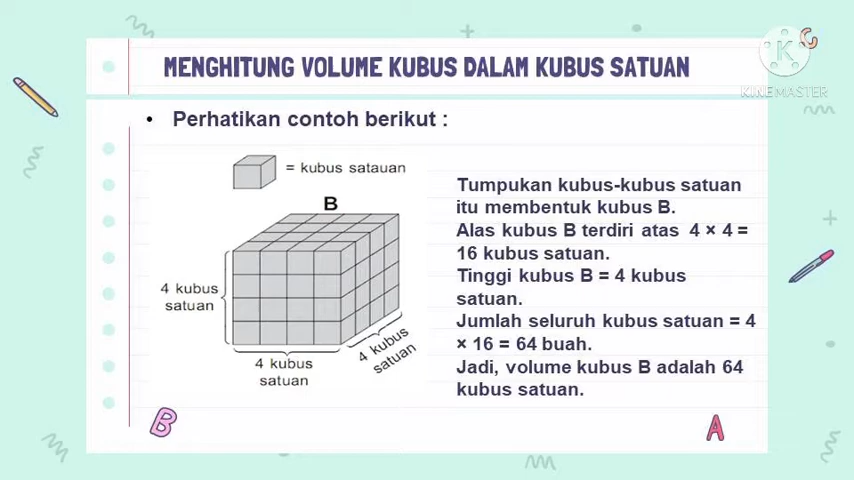 MENGHITUNG VOLUME KUBUS DALAM KUBUS SATUAN
K
KINEMASTER
• Perhatikan contoh berikut :
= kubus satauan
B
4 kubus
satuan
4 kubus
satuan
4 kubus
satuan
Tumpukan kubus-kubus satuan
itu membentuk kubus B.
Alas kubus B terdiri atas 4 × 4 =
16 kubus satuan.
Tinggi kubus B = 4 kubus
satuan.
Jumlah seluruh kubus satuan = 4
× 16 = 64 buah.
Jadi, volume kubus B adalah 64
kubus satuan.
B
A